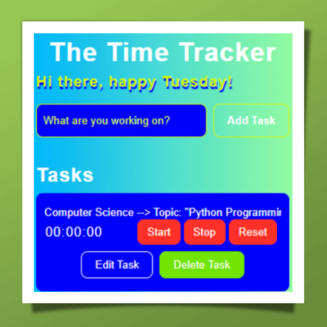 The Time Tracker
Hi there, happy Tuesday!
What are you working on?
Add Task
Tasks
Computer Science --> Topic: "Python Programmin
00:00:00
Start
Stop
Reset
Edit Task
Delete Task